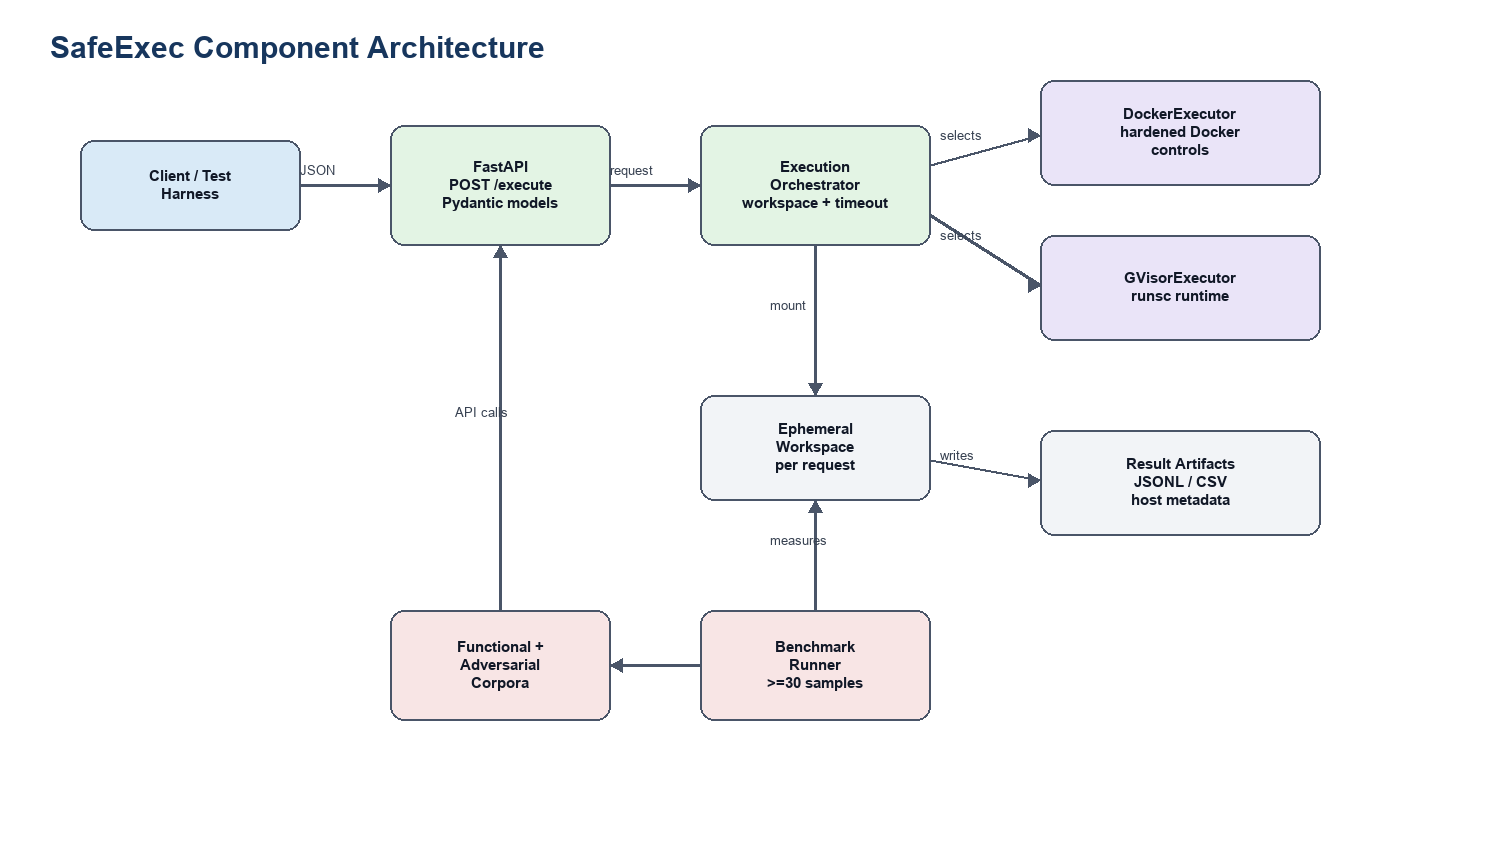 SafeExec Component Architecture
Client / Test
Harness
JSON
FastAPI
POST /execute
Pydantic models
request
Execution
Orchestrator
workspace + timeout
selects
DockerExecutor
hardened Docker
controls
selects
GVisorExecutor
runsc runtime
mount
API calls
Ephemeral
Workspace
per request
writes
Result Artifacts
JSONL / CSV
host metadata
measures
Functional +
Adversarial
Corpora
Benchmark
Runner
>=30 samples